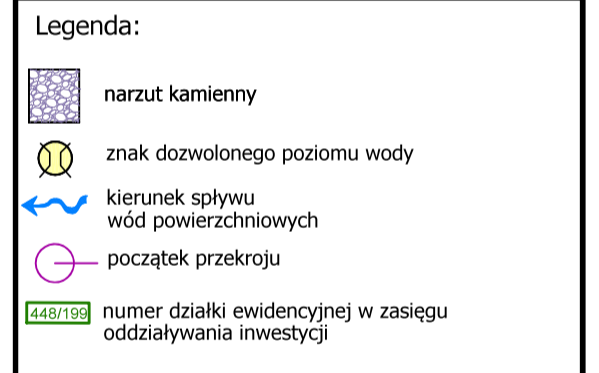 Legenda:
narzut kamienny
znak dozwolonego poziomu wody
kierunek spływu
wód powierzchniowych
początek przekroju
448/199 numer działki ewidencyjnej w zasięgu
oddziaływania inwestycji